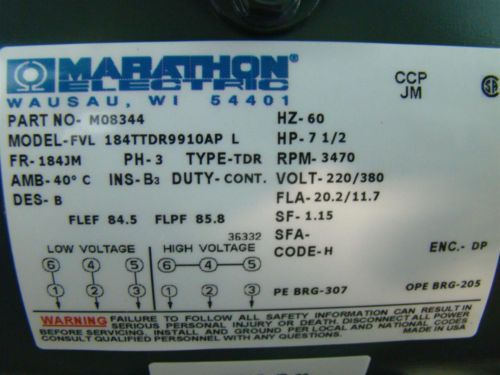 MARATHON
ELECTRIC
WAUSAU, WI 54401
CCP
JM
PART NO- M08344
HZ-60
MODEL-FVL 184TTDR9910AP L
HP-7 1/2
FR-184JM PH-3 TYPE-TDR
RPM-3470
AMB-40° C INS-B3 DUTY-CONT.
VOLT-220/380
DES-B
FLA-20.2/11.7
FLEF 84.5 FLPF 85.8
SF-1.15
36332
SFA-
LOW VOLTAGE HIGH VOLTAGE
CODE-H ENC.- DP
6 4 5 6 4 5
1 2 3 1 2 3
PE BRG-307 OPE BRG-205
WARNING FAILURE TO FOLLOW ALL SAFETY INFORMATION CAN RESULT IN
SERIOUS PERSONAL INJURY OR DEATH. DISCONNECT ALL POWER
BEFORE SERVICING. INSTALL AND GROUND PER LOCAL AND NATIONAL CODES.
CONSULT QUALIFIED PERSONNEL WITH ANY QUESTIONS. MADE IN USA